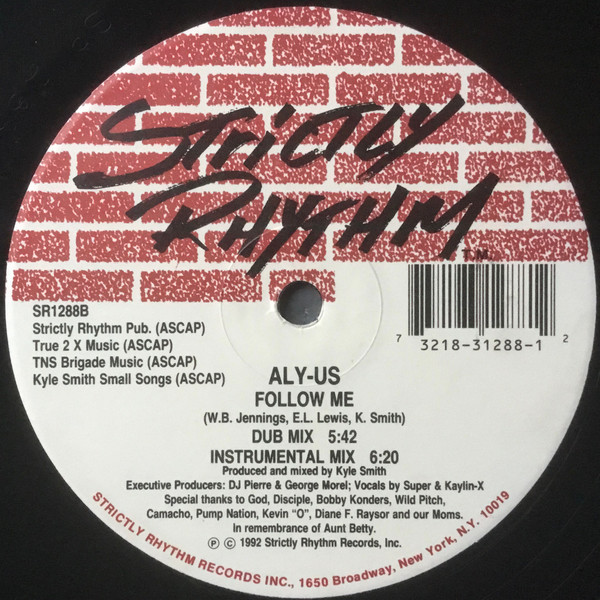 STRICTLY
RHYTHM
T.M.
SR1288B
Strictly Rhythm Pub. (ASCAP)
True 2 X Music (ASCAP)
TNS Brigade Music (ASCAP)
Kyle Smith Small Songs (ASCAP)
7 3218-31288-1 2
ALY-US
FOLLOW ME
(W.B. Jennings, E.L. Lewis, K. Smith)
DUB MIX 5:42
INSTRUMENTAL MIX 6:20
Produced and mixed by Kyle Smith
Executive Producers: DJ Pierre & George Morel; Vocals by Super & Kaylin-X
Special thanks to God, Disciple, Bobby Konders, Wild Pitch,
Camacho, Pump Nation, Kevin “O”, Diane F. Raysor and our Moms.
In remembrance of Aunt Betty.
℗ © 1992 Strictly Rhythm Records, Inc.
STRICTLY RHYTHM RECORDS INC., 1650 Broadway, New York, N.Y. 10019